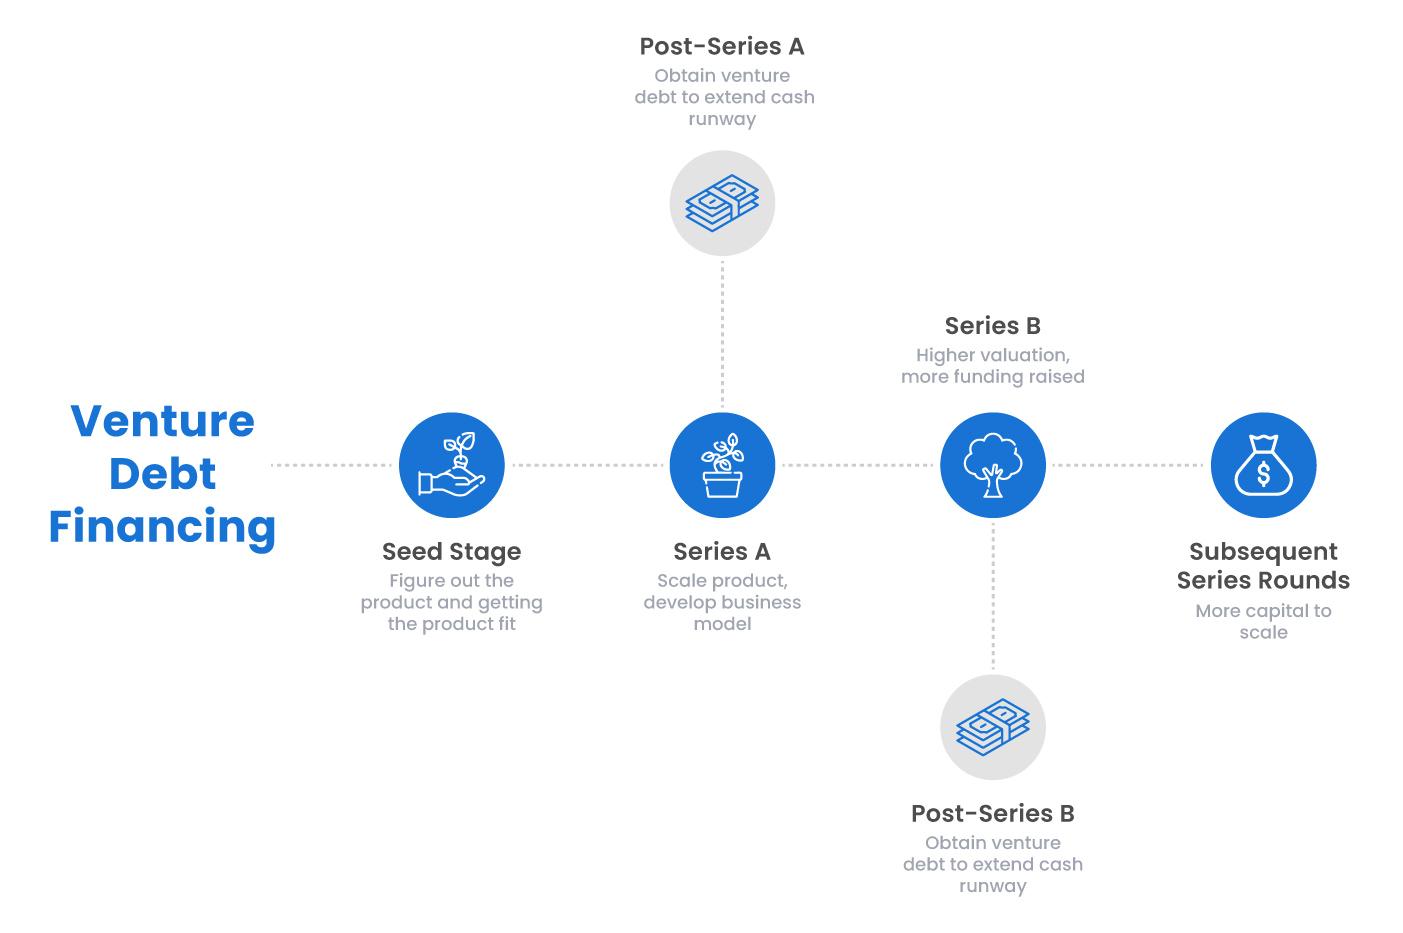 Post-Series A
Obtain venture
debt to extend cash
runway
Series B
Higher valuation,
more funding raised
Venture
Debt
Financing
Seed Stage
Figure out the
product and getting
the product fit
Series A
Scale product,
develop business
model
$
Subsequent
Series Rounds
More capital to
scale
Post-Series B
Obtain venture
debt to extend cash
runway